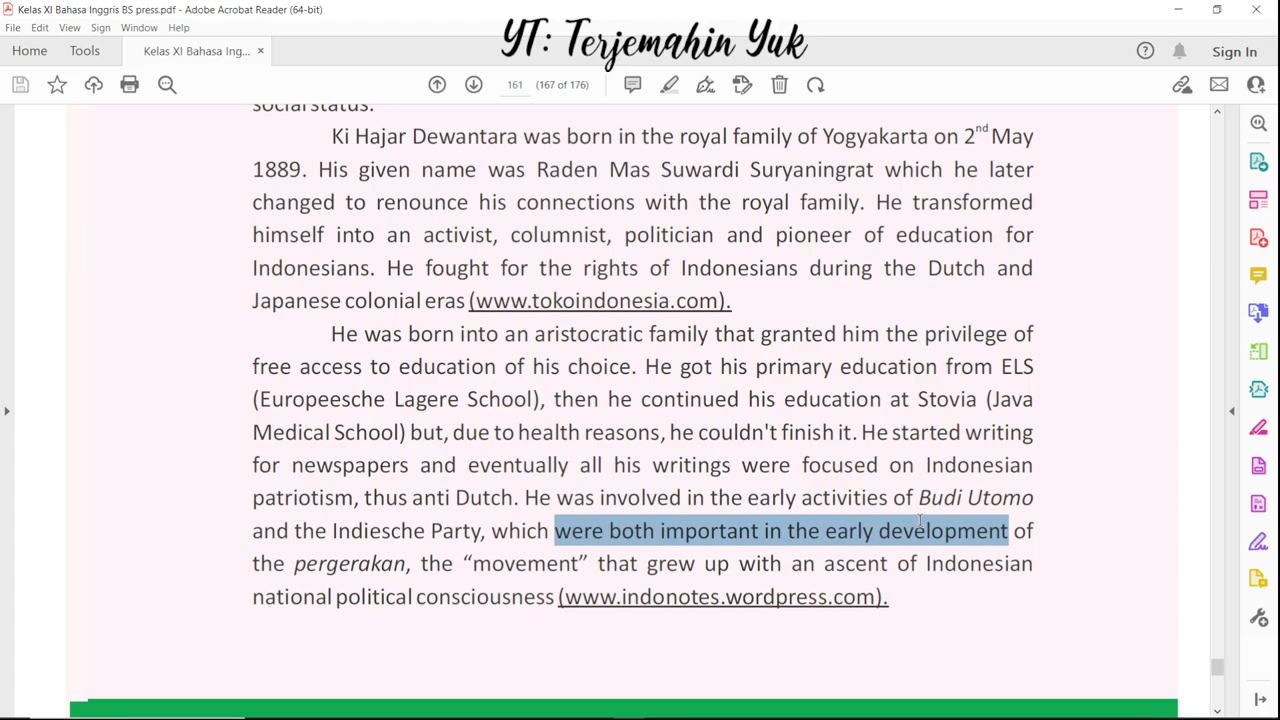 Kelas XI Bahasa Inggris BS press.pdf - Adobe Acrobat Reader (64-bit)
YT: Terjemahin Yuk
File Edit View Sign Window Help
Home Tools Kelas XI Bahasa Ing... × Sign In
161 (167 of 176)
social status.
Ki Hajar Dewantara was born in the royal family of Yogyakarta on 2nd May
1889. His given name was Raden Mas Suwardi Suryaningrat which he later
changed to renounce his connections with the royal family. He transformed
himself into an activist, columnist, politician and pioneer of education for
Indonesians. He fought for the rights of Indonesians during the Dutch and
Japanese colonial eras (www.tokoindonesia.com).
He was born into an aristocratic family that granted him the privilege of
free access to education of his choice. He got his primary education from ELS
(Europeesche Lagere School), then he continued his education at Stovia (Java
Medical School) but, due to health reasons, he couldn't finish it. He started writing
for newspapers and eventually all his writings were focused on Indonesian
patriotism, thus anti Dutch. He was involved in the early activities of Budi Utomo
and the Indiesche Party, which were both important in the early development of
the pergerakan, the “movement” that grew up with an ascent of Indonesian
national political consciousness (www.indonotes.wordpress.com).